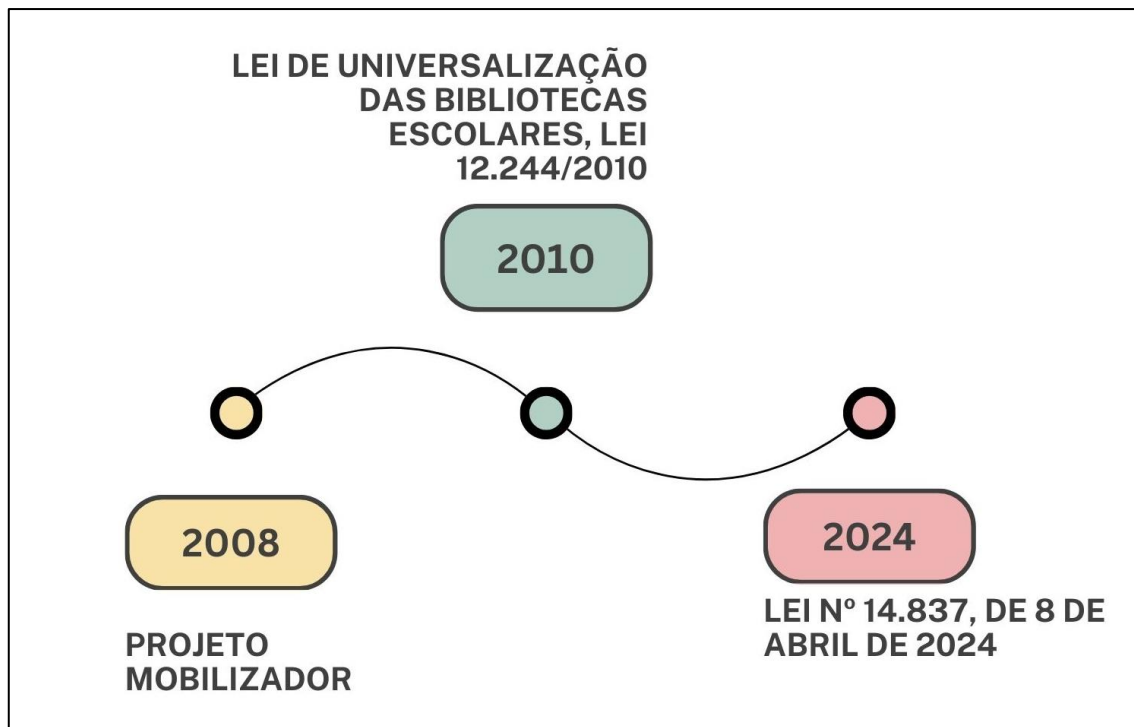 LEI DE UNIVERSALIZAÇÃO
DAS BIBLIOTECAS
ESCOLARES, LEI
12.244/2010
2010
2008
PROJETO
MOBILIZADOR
2024
LEI Nº 14.837, DE 8 DE
ABRIL DE 2024